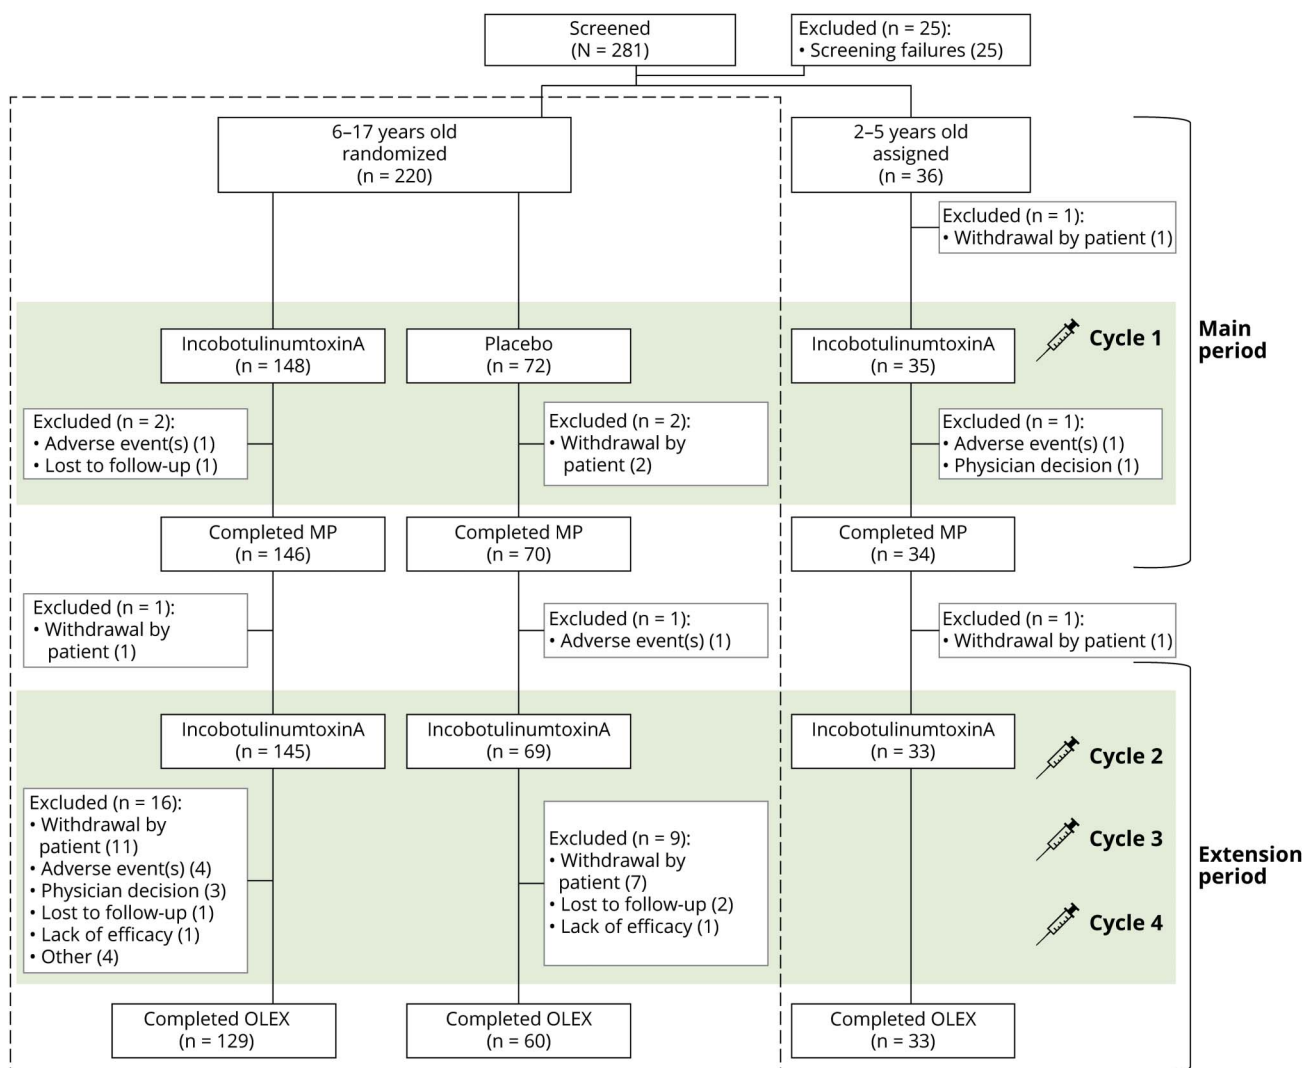 Screened
(N = 281)
Excluded (n = 25):
• Screening failures (25)
6–17 years old
randomized
(n = 220)
2–5 years old
assigned
(n = 36)
Excluded (n = 1):
• Withdrawal by patient (1)
IncobotulinumtoxinA
(n = 148)
Placebo
(n = 72)
IncobotulinumtoxinA
(n = 35)
Cycle 1
Main
period
Excluded (n = 2):
• Adverse event(s) (1)
• Lost to follow-up (1)
Excluded (n = 2):
• Withdrawal by
patient (2)
Excluded (n = 1):
• Adverse event(s) (1)
• Physician decision (1)
Completed MP
(n = 146)
Completed MP
(n = 70)
Completed MP
(n = 34)
Excluded (n = 1):
• Withdrawal by
patient (1)
Excluded (n = 1):
• Adverse event(s) (1)
Excluded (n = 1):
• Withdrawal by patient (1)
IncobotulinumtoxinA
(n = 145)
IncobotulinumtoxinA
(n = 69)
IncobotulinumtoxinA
(n = 33)
Cycle 2
Excluded (n = 16):
• Withdrawal by
patient (11)
• Adverse event(s) (4)
• Physician decision (3)
• Lost to follow-up (1)
• Lack of efficacy (1)
• Other (4)
Excluded (n = 9):
• Withdrawal by
patient (7)
• Lost to follow-up (2)
• Lack of efficacy (1)
Cycle 3
Extension
period
Cycle 4
Completed OLEX
(n = 129)
Completed OLEX
(n = 60)
Completed OLEX
(n = 33)